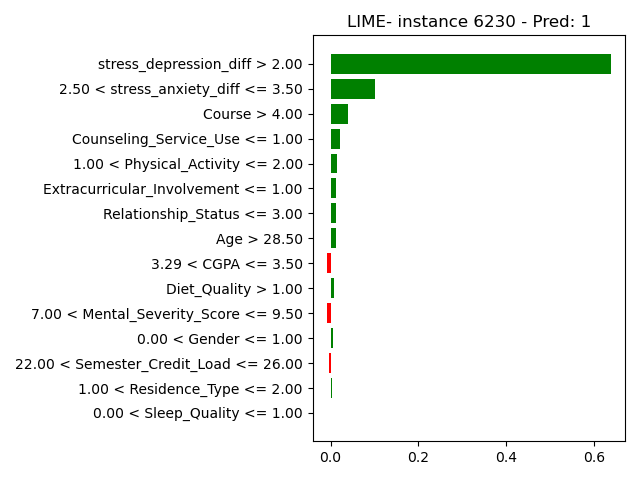 LIME- instance 6230 - Pred: 1
stress_depression_diff > 2.00
2.50 < stress_anxiety_diff <= 3.50
Course > 4.00
Counseling_Service_Use <= 1.00
1.00 < Physical_Activity <= 2.00
Extracurricular_Involvement <= 1.00
Relationship_Status <= 3.00
Age > 28.50
3.29 < CGPA <= 3.50
Diet_Quality > 1.00
7.00 < Mental_Severity_Score <= 9.50
0.00 < Gender <= 1.00
22.00 < Semester_Credit_Load <= 26.00
1.00 < Residence_Type <= 2.00
0.00 < Sleep_Quality <= 1.00
0.0 0.2 0.4 0.6